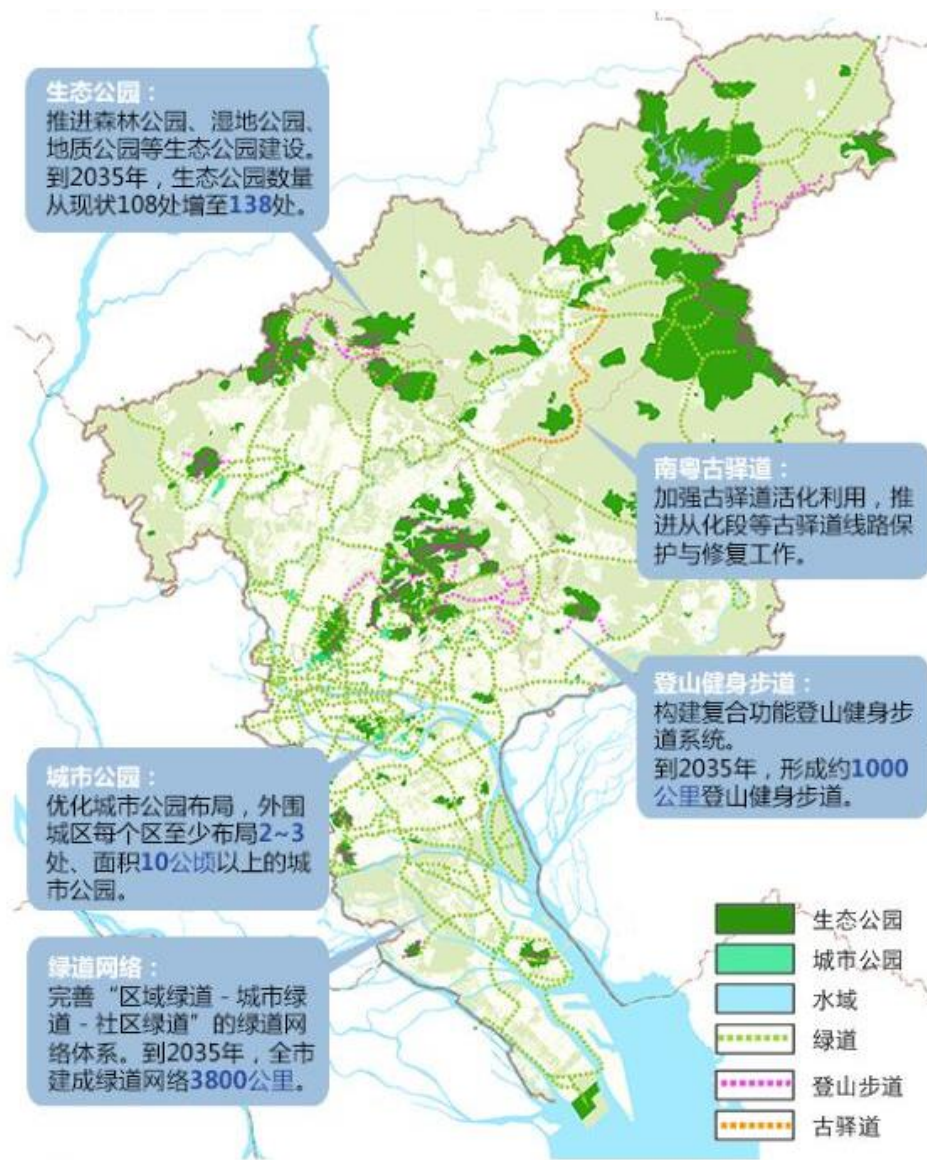 生态公园：
推进森林公园、湿地公园、
地质公园等生态公园建设。
到2035年，生态公园数量
从现状108处增至138处。
南粤古驿道：
加强古驿道活化利用，推
进从化段等古驿道线路保
护与修复工作。
登山健身步道：
构建复合功能登山健身步
道系统。
到2035年，形成约1000
公里登山健身步道。
城市公园：
优化城市公园布局，外围
城区每个区至少布局2~3
处、面积10公顷以上的城
市公园。
绿道网络：
完善“区域绿道－城市绿
道－社区绿道”的绿道网
络体系。到2035年，全市
建成绿道网络3800公里。
生态公园
城市公园
水域
绿道
登山步道
古驿道